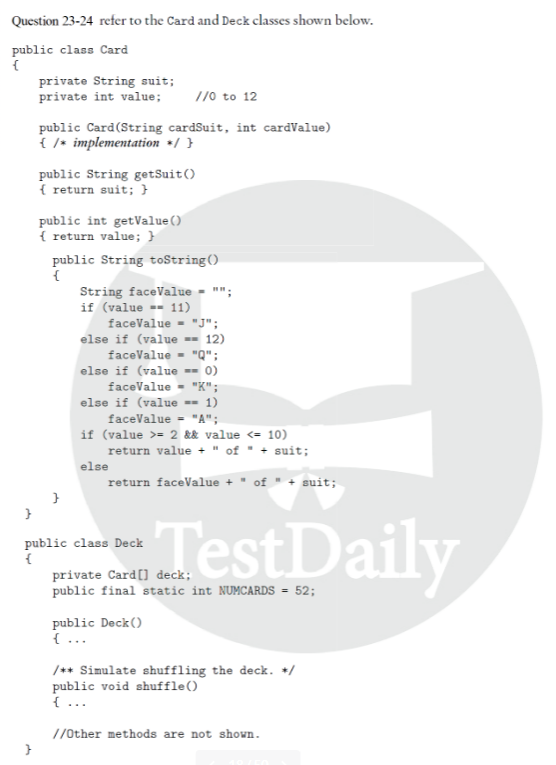 Question 23-24 refer to the Card and Deck classes shown below.
public class Card
{
private String suit;
private int value; //0 to 12
public Card(String cardSuit, int cardValue)
{ /* implementation */ }
public String getSuit()
{ return suit; }
public int getValue()
{ return value; }
public String toString()
{
String faceValue = "";
if (value == 11)
faceValue = "J";
else if (value == 12)
faceValue = "Q";
else if (value == 0)
faceValue = "K";
else if (value == 1)
faceValue = "A";
if (value >= 2 && value <= 10)
return value + " of " + suit;
else
return faceValue + " of " + suit;
}
}
public class Deck
{
private Card[] deck;
public final static int NUMCARDS = 52;
public Deck()
{ ...
/** Simulate shuffling the deck. */
public void shuffle()
{ ...
//Other methods are not shown.
}
TestDaily